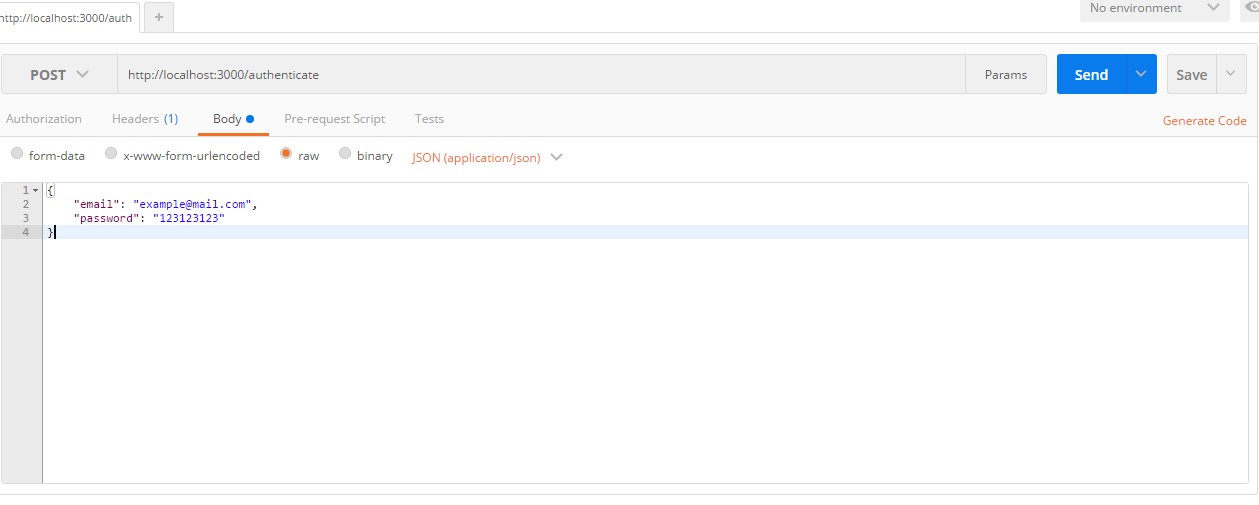 http://localhost:3000/auth + No environment
POST http://localhost:3000/authenticate Params Send Save
Authorization Headers (1) Body Pre-request Script Tests Generate Code
form-data x-www-form-urlencoded raw binary JSON (application/json)
1 {
2 "email": "example@mail.com",
3 "password": "123123123"
4 }